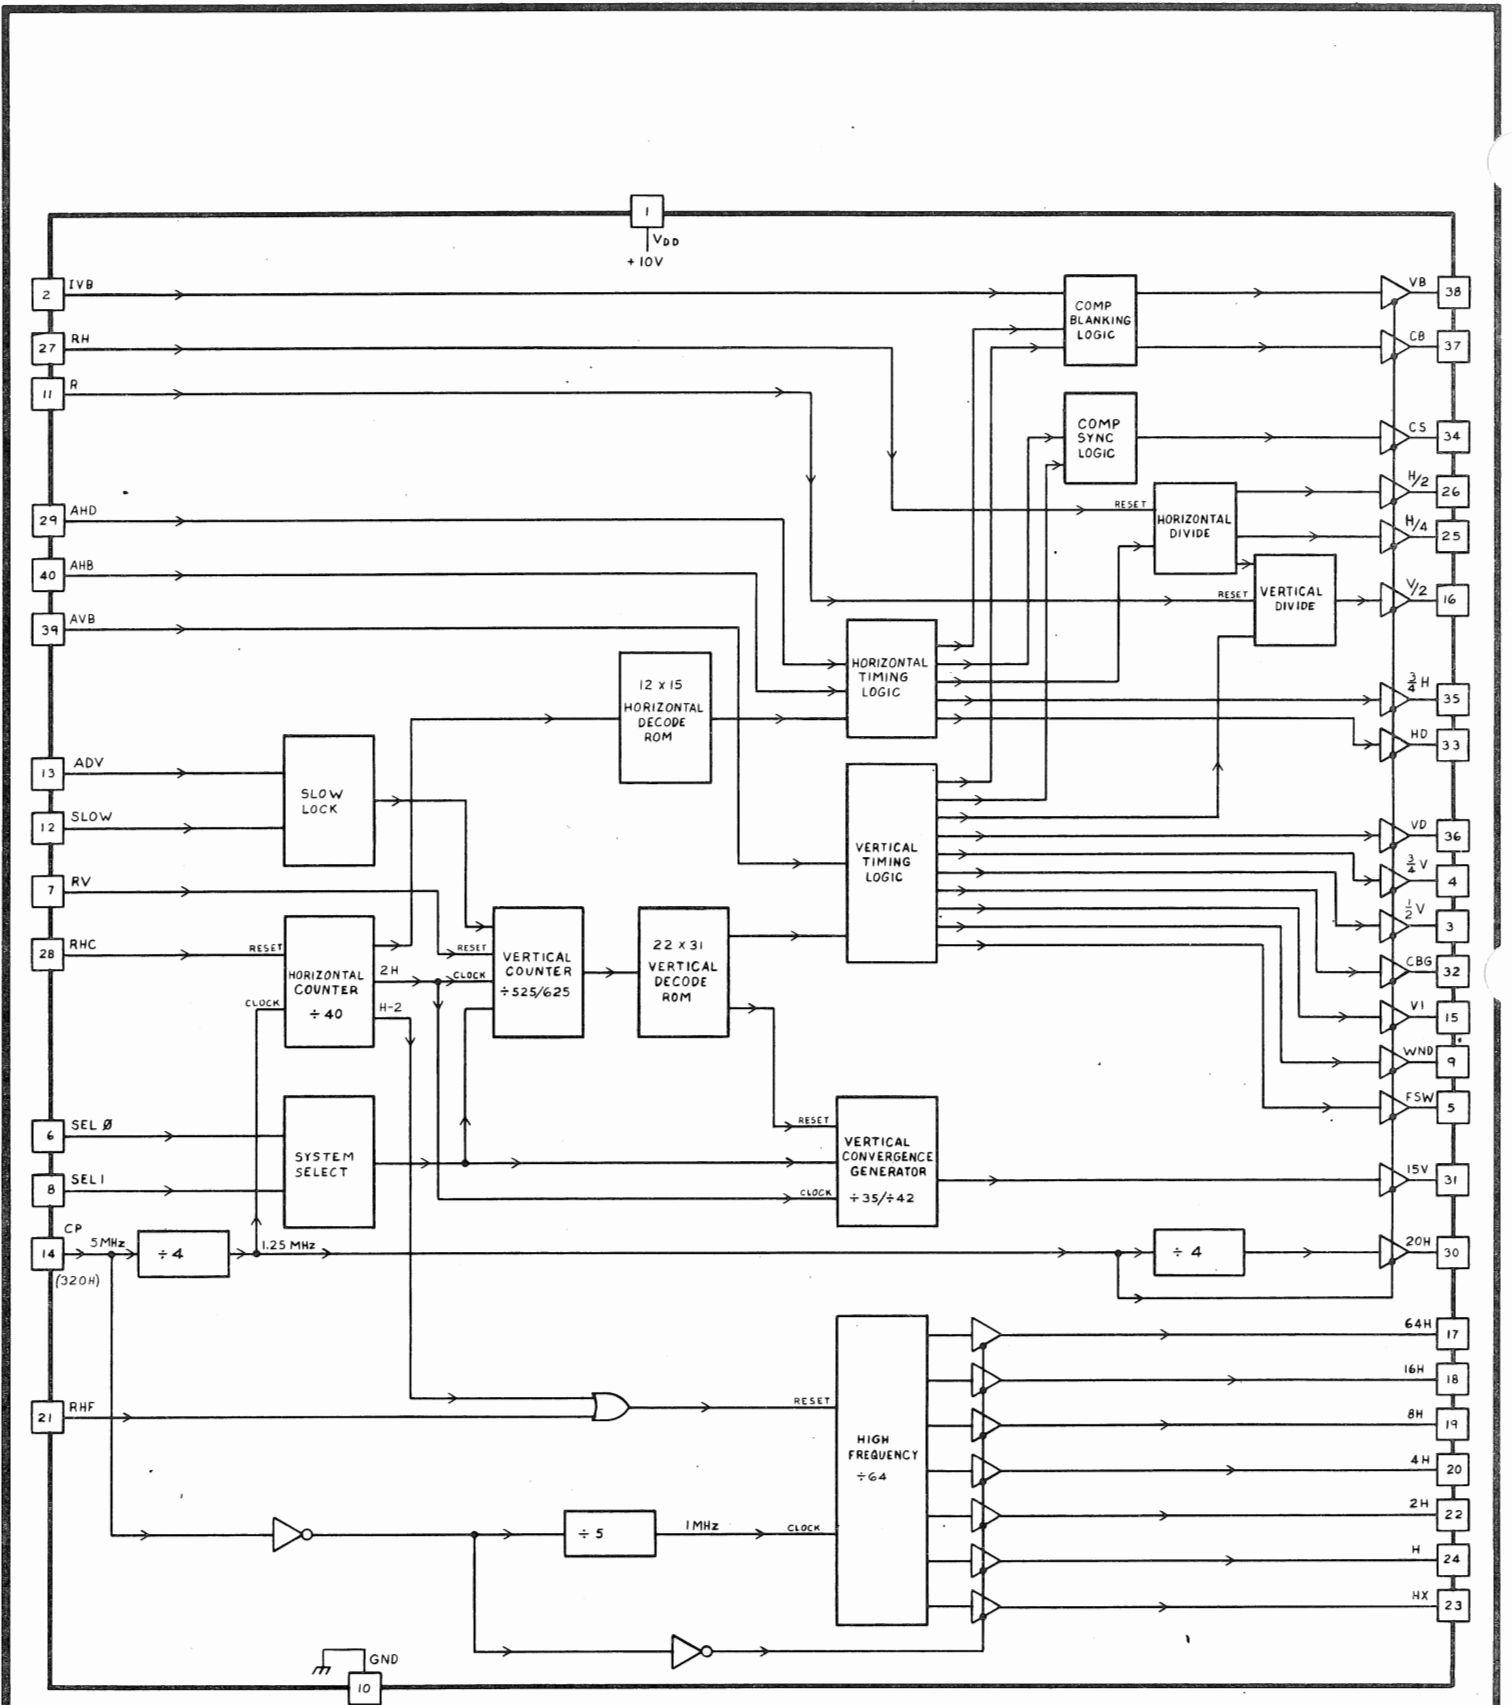 1
VDD
+10V
2
IVB
27
RH
11
R
29
AHD
40
AHB
39
AVB
13
ADV
12
SLOW
7
RV
28
RHC
6
SEL Ø
8
SEL 1
14
CP
5MHz
(320H)
21
RHF
10
GND
SLOW
LOCK
RESET
CLOCK
HORIZONTAL
COUNTER
÷40
2H
H-2
SYSTEM
SELECT
÷4
1.25 MHz
RESET
CLOCK
VERTICAL
COUNTER
÷525/625
12 x 15
HORIZONTAL
DECODE
ROM
22 x 31
VERTICAL
DECODE
ROM
HORIZONTAL
TIMING
LOGIC
VERTICAL
TIMING
LOGIC
RESET
CLOCK
VERTICAL
CONVERGENCE
GENERATOR
÷35/÷42
COMP
BLANKING
LOGIC
COMP
SYNC
LOGIC
RESET
HORIZONTAL
DIVIDE
RESET
VERTICAL
DIVIDE
÷ 4
÷ 5
1MHz
RESET
CLOCK
HIGH
FREQUENCY
÷64
VB
38
CB
37
CS
34
H/2
26
H/4
25
V/2
16
3/4 H
35
HD
33
VD
36
3/4 V
4
1/2 V
3
CBG
32
VI
15
WND
9
FSW
5
15V
31
20H
30
64H
17
16H
18
8H
19
4H
20
2H
22
H
24
HX
23